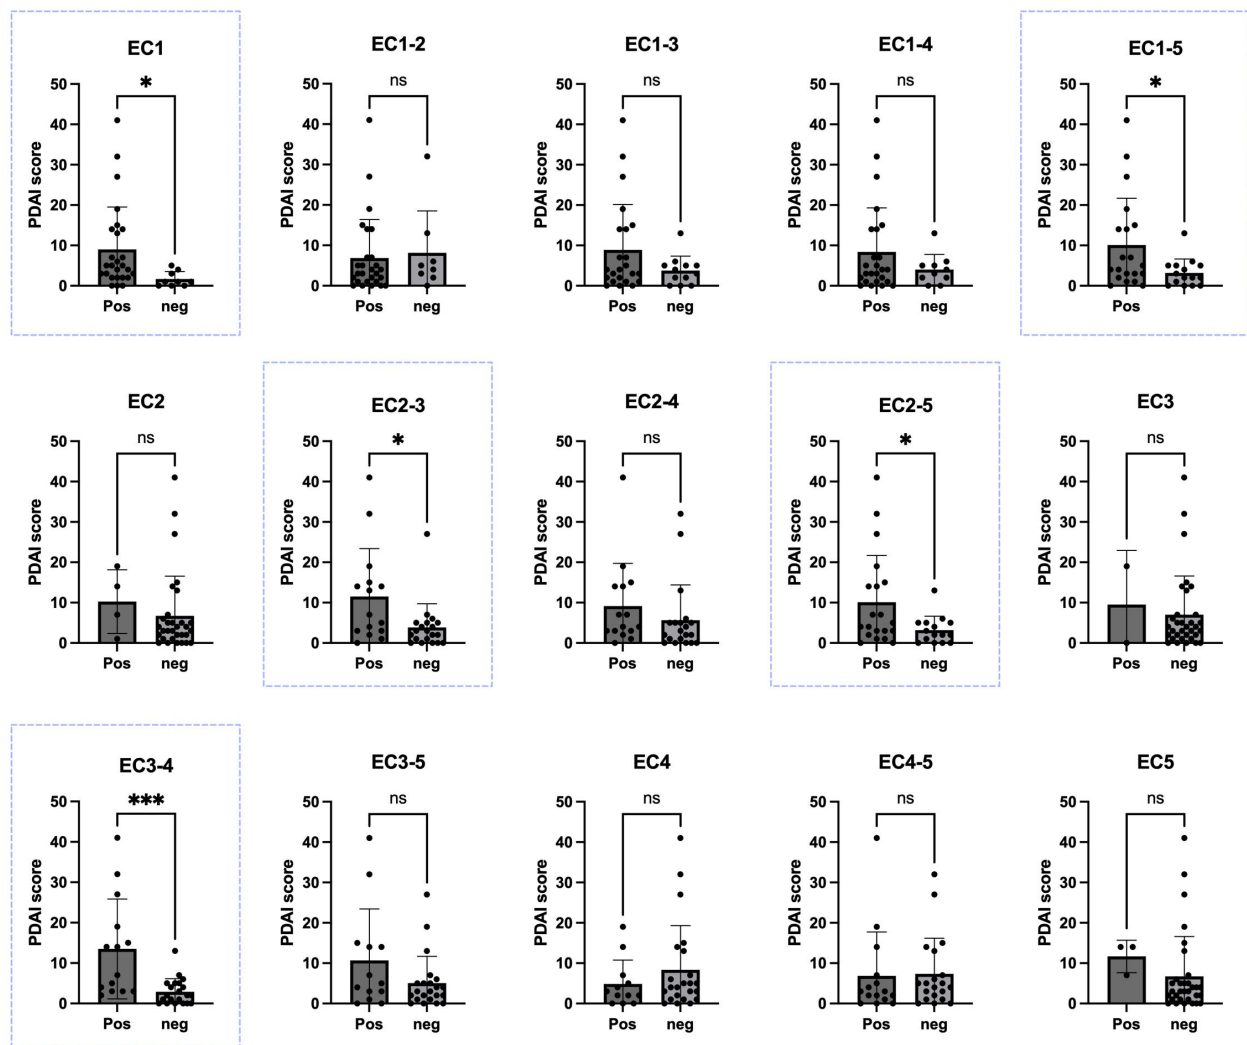 EC1 EC1-2 EC1-3 EC1-4 EC1-5
* ns ns ns *
PDAI score PDAI score PDAI score PDAI score PDAI score
50 50 50 50 50
40 40 40 40 40
30 30 30 30 30
20 20 20 20 20
10 10 10 10 10
0 0 0 0 0
Pos neg Pos neg Pos neg Pos neg Pos neg
EC2 EC2-3 EC2-4 EC2-5 EC3
ns * ns * ns
PDAI score PDAI score PDAI score PDAI score PDAI score
50 50 50 50 50
40 40 40 40 40
30 30 30 30 30
20 20 20 20 20
10 10 10 10 10
0 0 0 0 0
Pos neg Pos neg Pos neg Pos neg Pos neg
EC3-4 EC3-5 EC4 EC4-5 EC5
*** ns ns ns ns
PDAI score PDAI score PDAI score PDAI score PDAI score
50 50 50 50 50
40 40 40 40 40
30 30 30 30 30
20 20 20 20 20
10 10 10 10 10
0 0 0 0 0
Pos neg Pos neg Pos neg Pos neg Pos neg